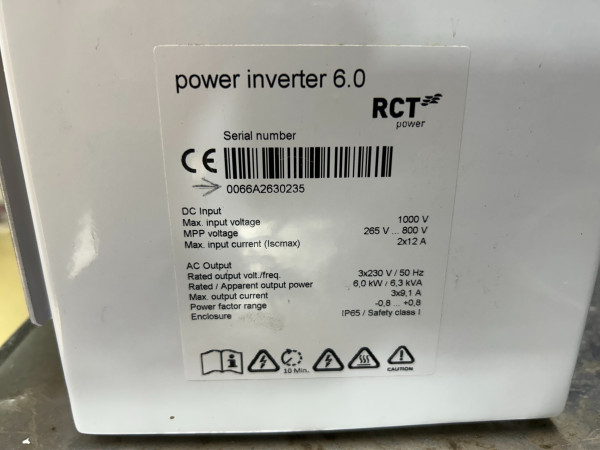 power inverter 6.0
RCT
power
Serial number
CE
0066A2630235
DC Input
Max. input voltage 1000 V
MPP voltage 265 V ... 800 V
Max. input current (Iscmax) 2x12 A
AC Output
Rated output volt./freq. 3x230 V / 50 Hz
Rated / Apparent output power 6,0 kW / 6,3 kVA
Max. output current 3x9,1 A
Power factor range -0,8 ... +0,8
Enclosure IP65 / Safety class I
10 Min.
CAUTION